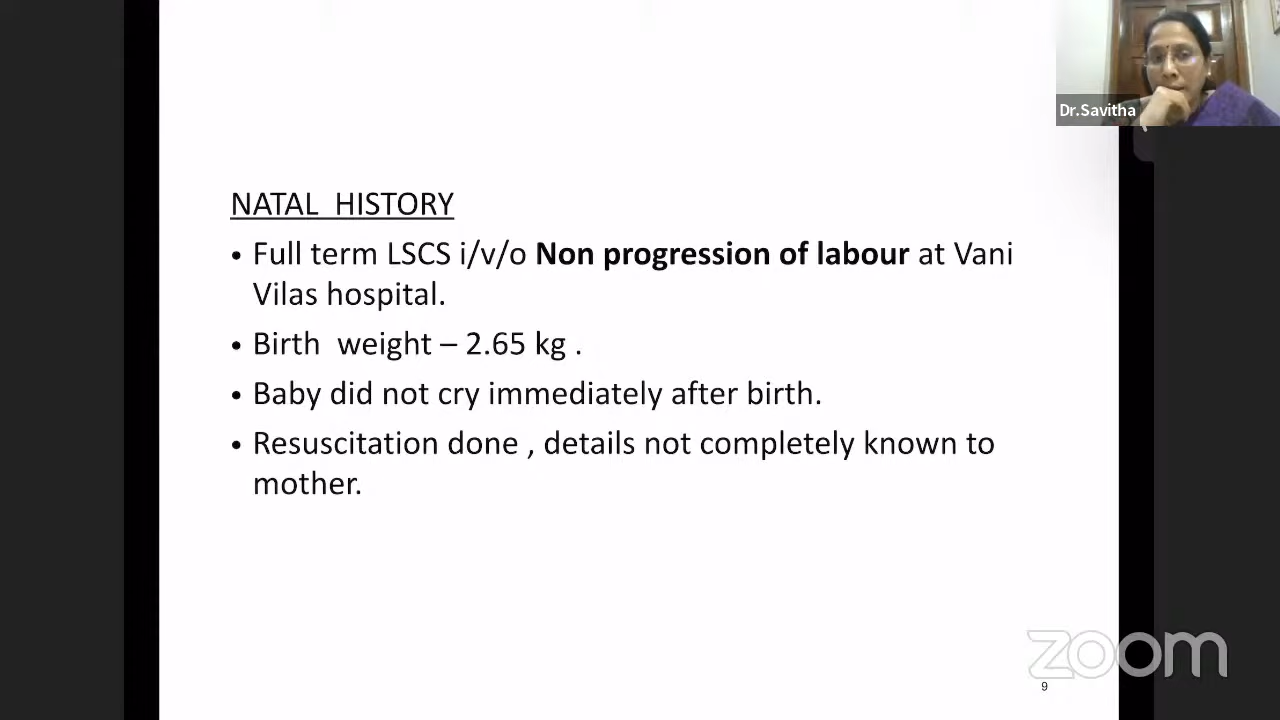 Dr.Savitha
NATAL HISTORY
• Full term LSCS i/v/o Non progression of labour at Vani
Vilas hospital.
• Birth weight – 2.65 kg .
• Baby did not cry immediately after birth.
• Resuscitation done , details not completely known to
mother.
zoom
9